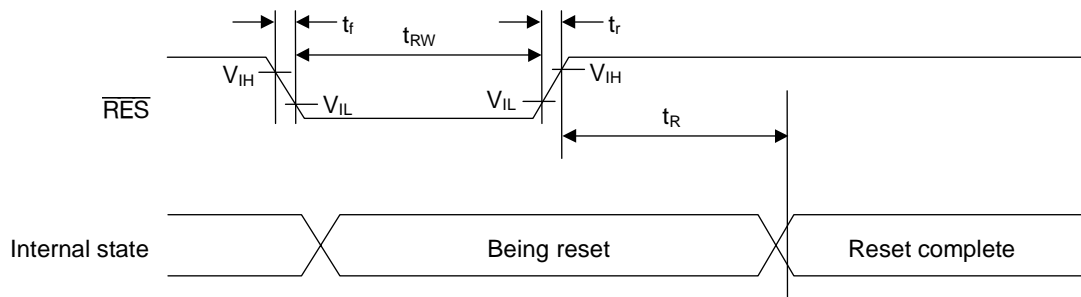 tf
tr
tRW
VIH
VIH
RES
VIL
VIL
tR
Internal state
Being reset
Reset complete